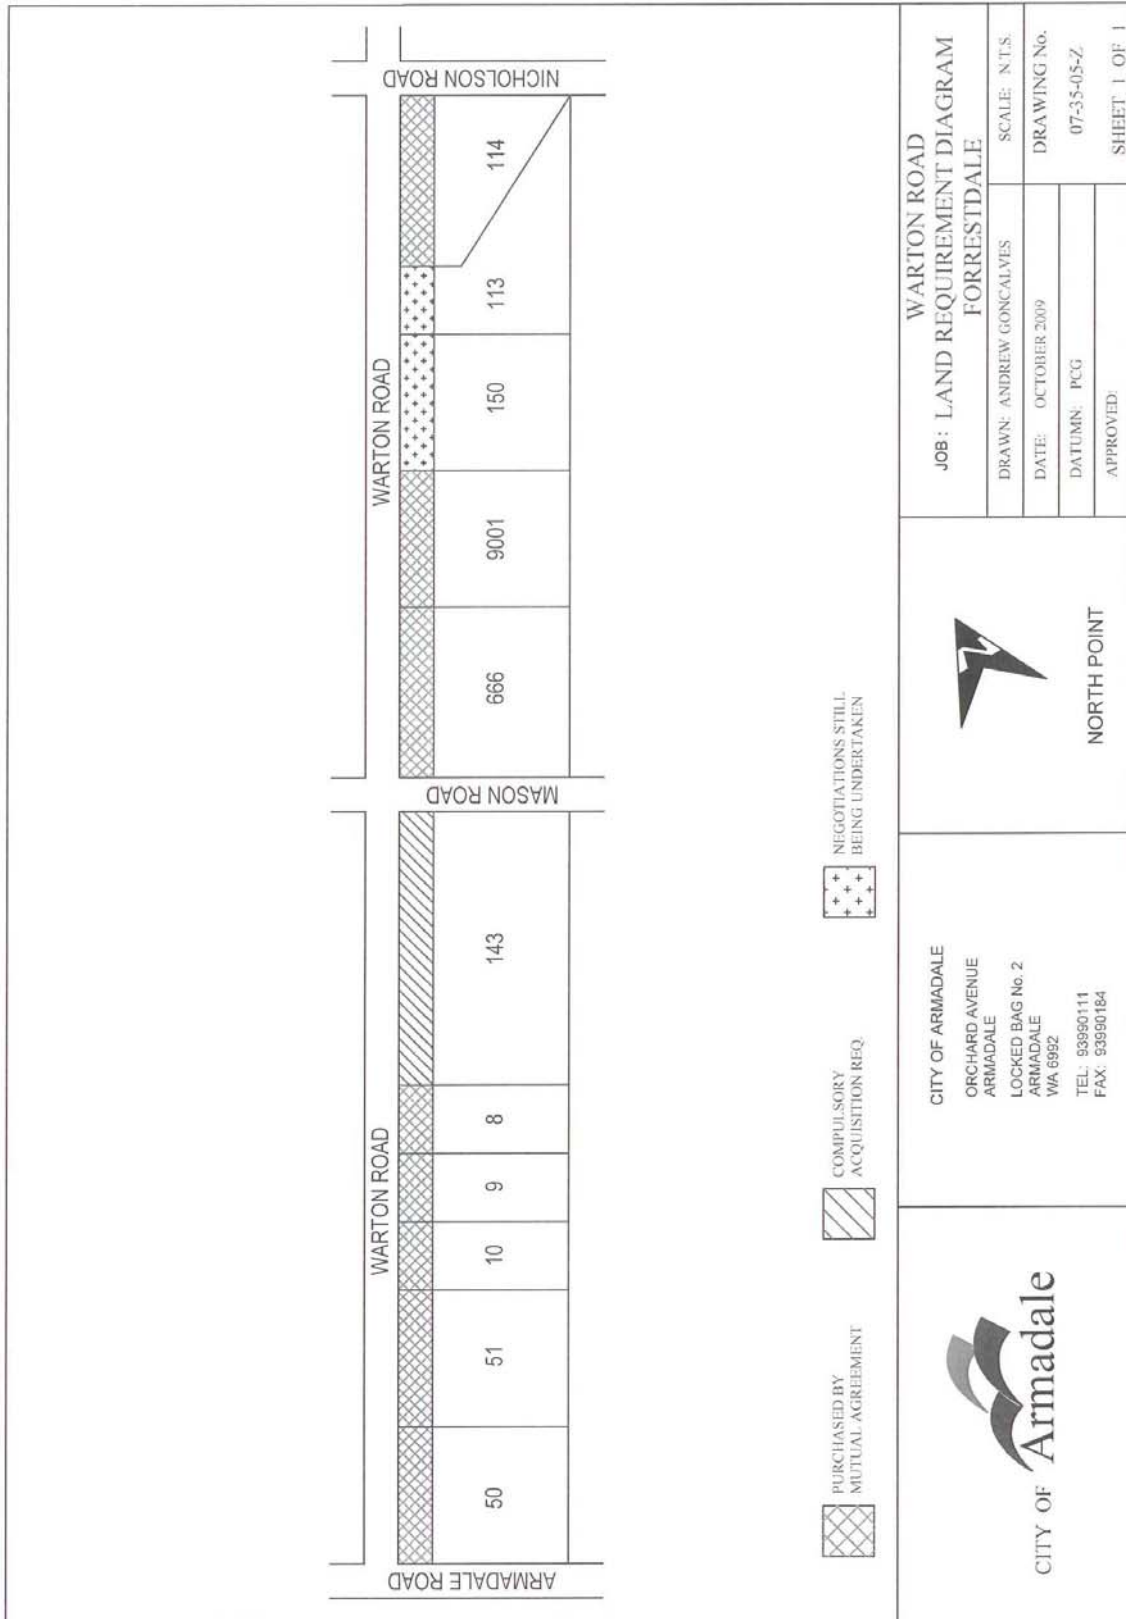 WARTON ROAD
WARTON ROAD
ARMADALE ROAD
50
51
10
9
8
143
MASON ROAD
666
9001
150
113
114
NICHOLSON ROAD
PURCHASED BY
MUTUAL AGREEMENT
COMPULSORY
ACQUISITION REQ.
NEGOTIATIONS STILL
BEING UNDERTAKEN
CITY OF Armadale
CITY OF ARMADALE
ORCHARD AVENUE
ARMADALE
LOCKED BAG No. 2
ARMADALE
WA 6992
TEL: 93990111
FAX: 93990184
N
NORTH POINT
WARTON ROAD
JOB : LAND REQUIREMENT DIAGRAM
FORRESTDALE
DRAWN: ANDREW GONCALVES
SCALE: N.T.S.
DATE: OCTOBER 2009
DRAWING No.
DATUMN: PCG
07-35-05-Z
APPROVED:
SHEET 1 OF 1